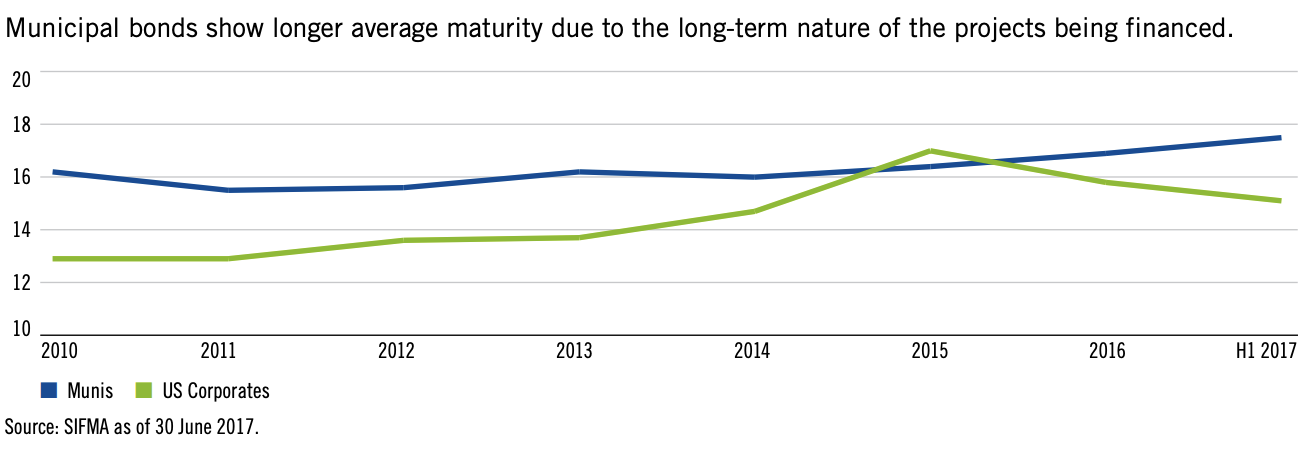 Municipal bonds show longer average maturity due to the long-term nature of the projects being financed.
20
18
16
14
12
10
2010 2011 2012 2013 2014 2015 2016 H1 2017
Munis US Corporates
Source: SIFMA as of 30 June 2017.